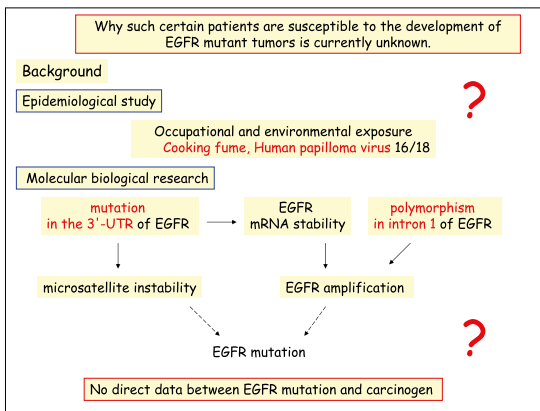 Why such certain patients are susceptible to the development of
EGFR mutant tumors is currently unknown.
Background
?
Epidemiological study
Occupational and environmental exposure
Cooking fume, Human papilloma virus 16/18
Molecular biological research
mutation
in the 3'-UTR of EGFR
EGFR
mRNA stability
polymorphism
in intron 1 of EGFR
microsatellite instability
EGFR amplification
EGFR mutation
?
No direct data between EGFR mutation and carcinogen